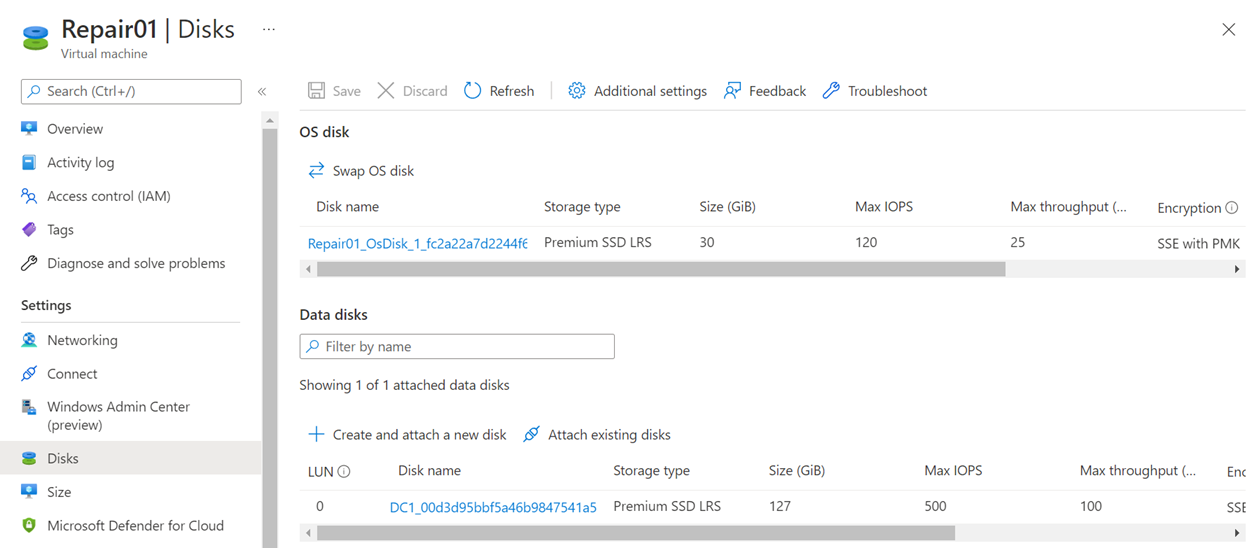 Repair01 | Disks ...
Virtual machine
Search (Ctrl+/)
«
Overview
Activity log
Access control (IAM)
Tags
Diagnose and solve problems
Settings
Networking
Connect
Windows Admin Center
(preview)
Disks
Size
Microsoft Defender for Cloud
Save Discard Refresh Additional settings Feedback Troubleshoot
OS disk
Swap OS disk
Disk name Storage type Size (GiB) Max IOPS Max throughput (... Encryption
Repair01_OsDisk_1_fc2a22a7d2244f6 Premium SSD LRS 30 120 25 SSE with PMK
Data disks
Filter by name
Showing 1 of 1 attached data disks
Create and attach a new disk Attach existing disks
LUN Disk name Storage type Size (GiB) Max IOPS Max throughput (... Enc
0 DC1_00d3d95bbf5a46b9847541a5 Premium SSD LRS 127 500 100 SSE